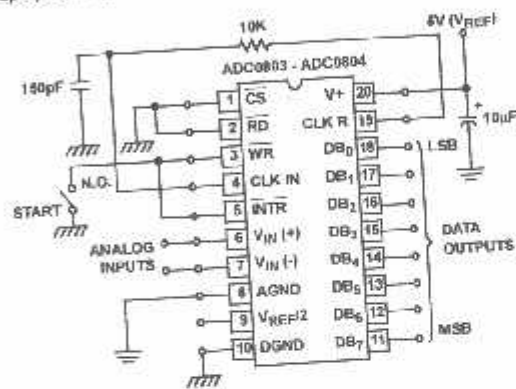 10K
5V (VREF)
ADC0803 - ADC0804
150pF
1 CS V+ 20
2 RD CLK R 19
10µF
+
3 WR DB0 18 LSB
N.O.
4 CLK IN DB1 17
START
5 INTR DB2 16
ANALOG
INPUTS
6 VIN (+) DB3 15
DATA
OUTPUTS
7 VIN (-) DB4 14
8 AGND DB5 13
9 VREF/2 DB6 12
10 DGND DB7 11 MSB